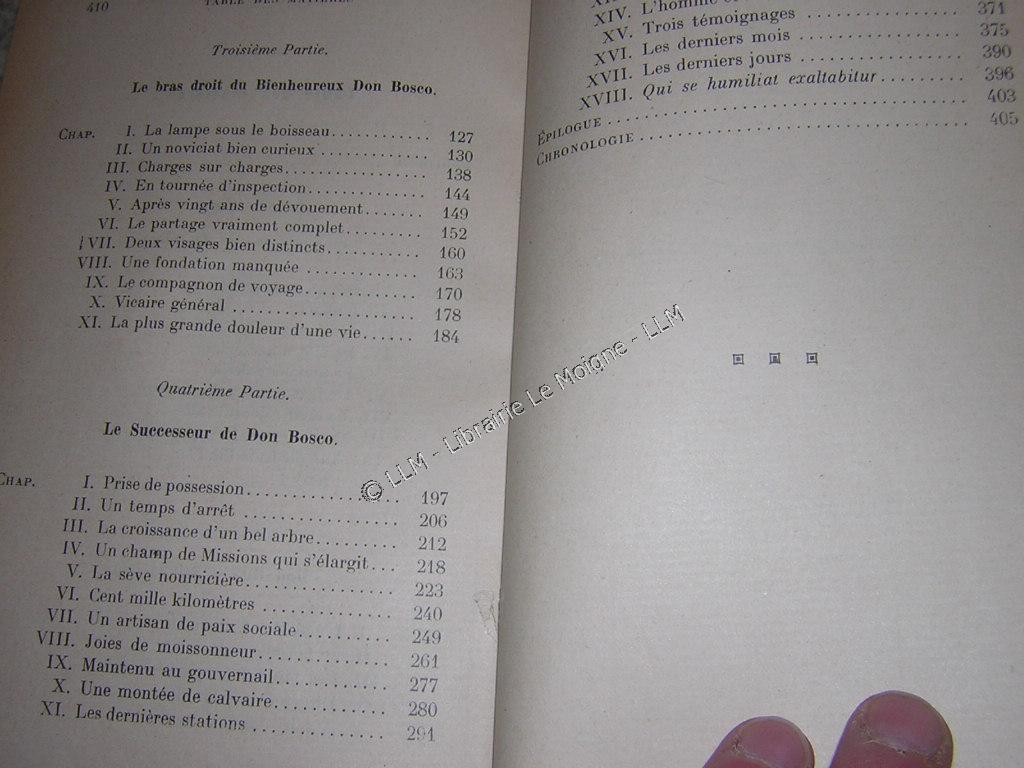 410 TABLE DES MATIÈRES
Troisième Partie.
Le bras droit du Bienheureux Don Bosco.
CHAP. I. La lampe sous le boisseau............ 127
II. Un noviciat bien curieux ............ 130
III. Charges sur charges................ 138
IV. En tournée d'inspection............. 144
V. Après vingt ans de dévouement....... 149
VI. Le partage vraiment complet......... 152
VII. Deux visages bien distincts........... 160
VIII. Une fondation manquée ............. 163
IX. Le compagnon de voyage............. 170
X. Vicaire général ..................... 178
XI. La plus grande douleur d'une vie...... 184
Quatrième Partie.
Le Successeur de Don Bosco.
CHAP. I. Prise de possession.................. 197
II. Un temps d'arrêt .................. 206
III. La croissance d'un bel arbre......... 212
IV. Un champ de Missions qui s'élargit... 218
V. La sève nourricière................. 223
VI. Cent mille kilomètres ............... 240
VII. Un artisan de paix sociale........... 249
VIII. Joies de moissonneur............... 261
IX. Maintenu au gouvernail............. 277
X. Une montée de calvaire............. 280
XI. Les dernières stations .............. 291
XIV. L'homme
XV. Trois témoignages ................. 371
XVI. Les derniers mois ................. 375
XVII. Les derniers jours ................ 390
XVIII. Qui se humiliat exaltabitur.......... 396
ÉPILOGUE ................................ 403
CHRONOLOGIE ............................. 405
© LLM - Librairie Le Moigne - LLM